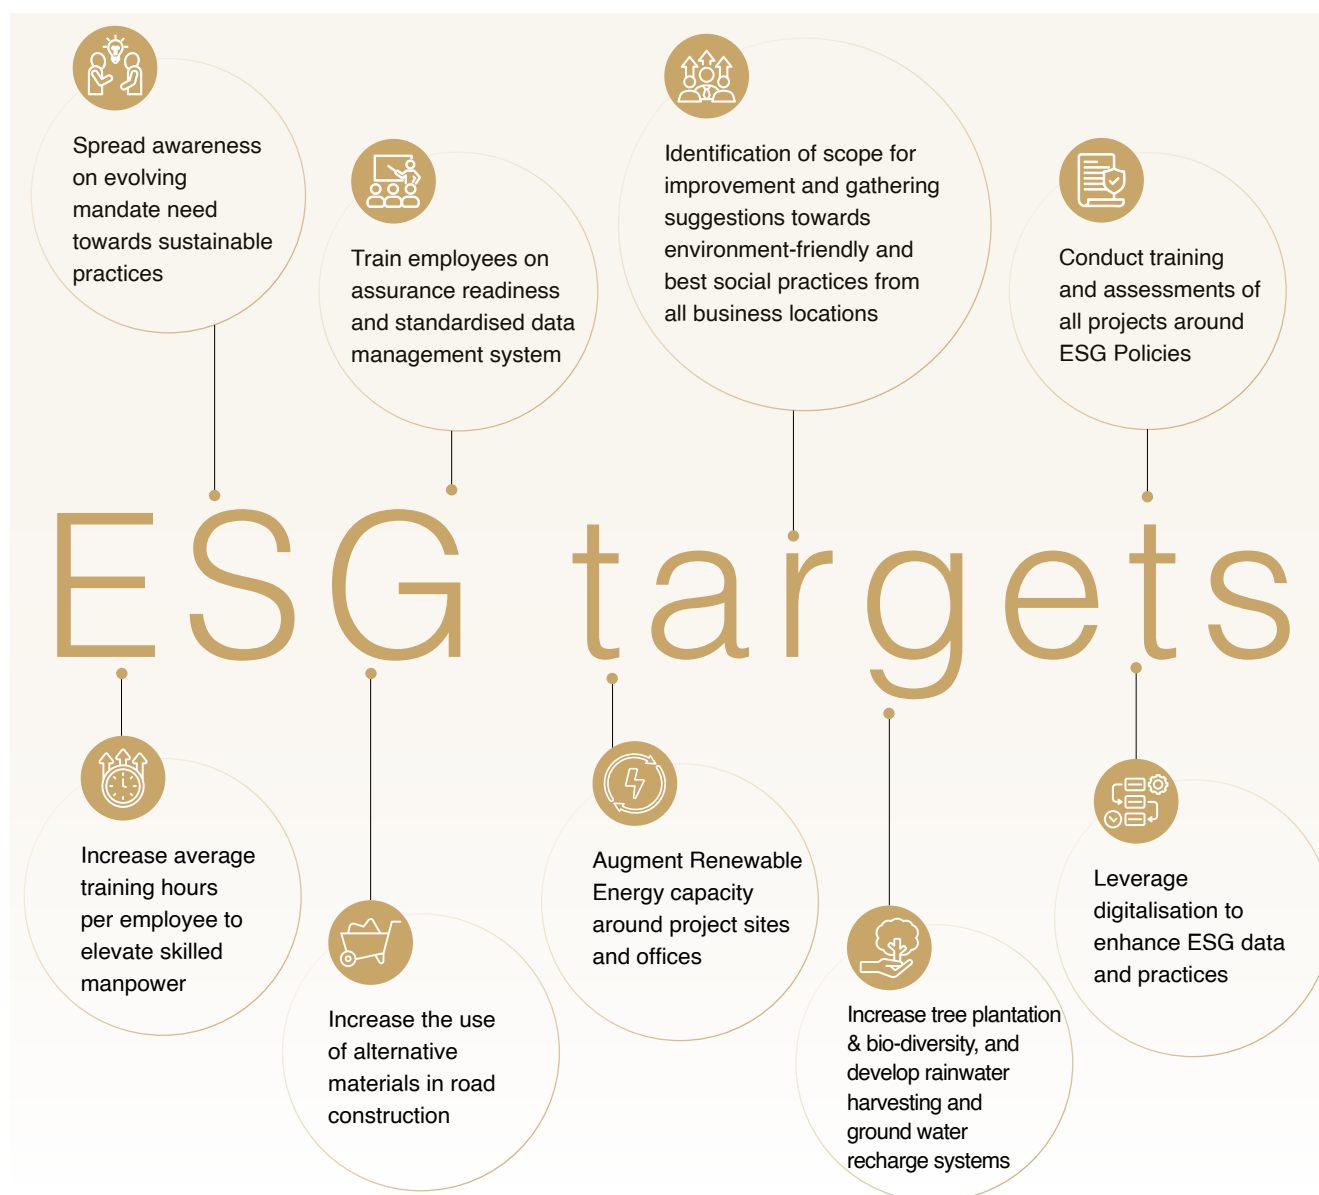 Spread awareness
on evolving
mandate need
towards sustainable
practices
Train employees on
assurance readiness
and standardised data
management system
Identification of scope for
improvement and gathering
suggestions towards
environment-friendly and
best social practices from
all business locations
Conduct training
and assessments of
all projects around
ESG Policies
ESG targets
Increase average
training hours
per employee to
elevate skilled
manpower
Increase the use
of alternative
materials in road
construction
Augment Renewable
Energy capacity
around project sites
and offices
Increase tree plantation
& bio-diversity, and
develop rainwater
harvesting and
ground water
recharge systems
Leverage
digitalisation to
enhance ESG data
and practices